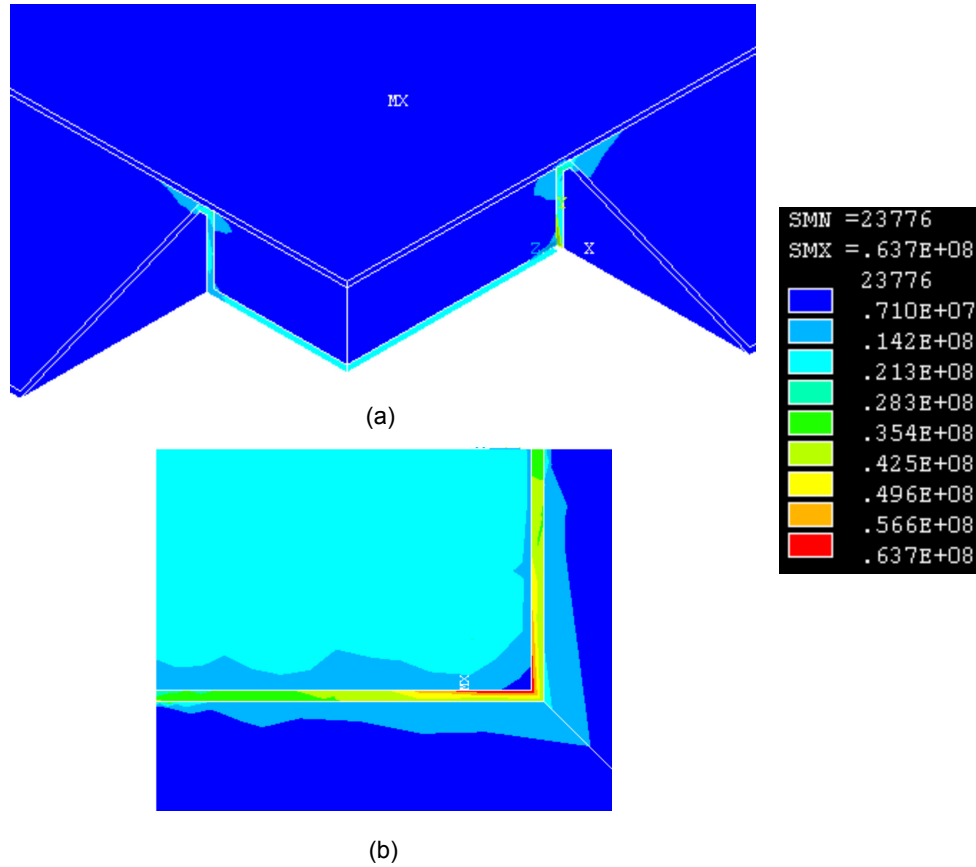 MX
Y
Z X
(a)
SMN =23776
SMX =.637E+08
23776
.710E+07
.142E+08
.213E+08
.283E+08
.354E+08
.425E+08
.496E+08
.566E+08
.637E+08
MX
(b)